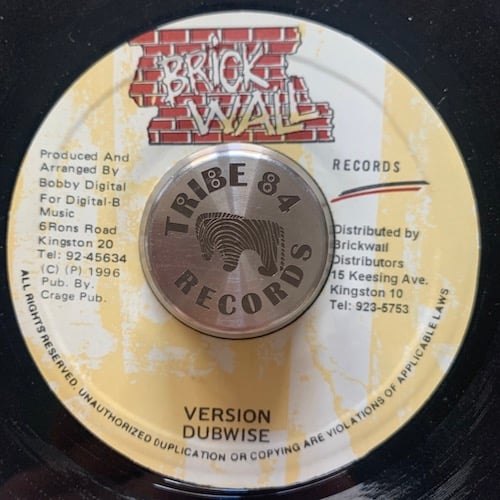 BRICK
WALL
Produced And
Arranged By
Bobby Digital
For Digital-B
Music
6Rons Road
Kingston 20
Tel: 92-45634
(C) (P) 1996
Pub. By.
Crage Pub.
TRIBE 84
RECORDS
RECORDS
Distributed by
Brickwall
Distributors
15 Keesing Ave.
Kingston 10
Tel: 923-5753
VERSION
DUBWISE
ALL RIGHTS RESERVED. UNAUTHORIZED DUPLICATION OR COPYING ARE VIOLATIONS OF APPLICABLE LAWS